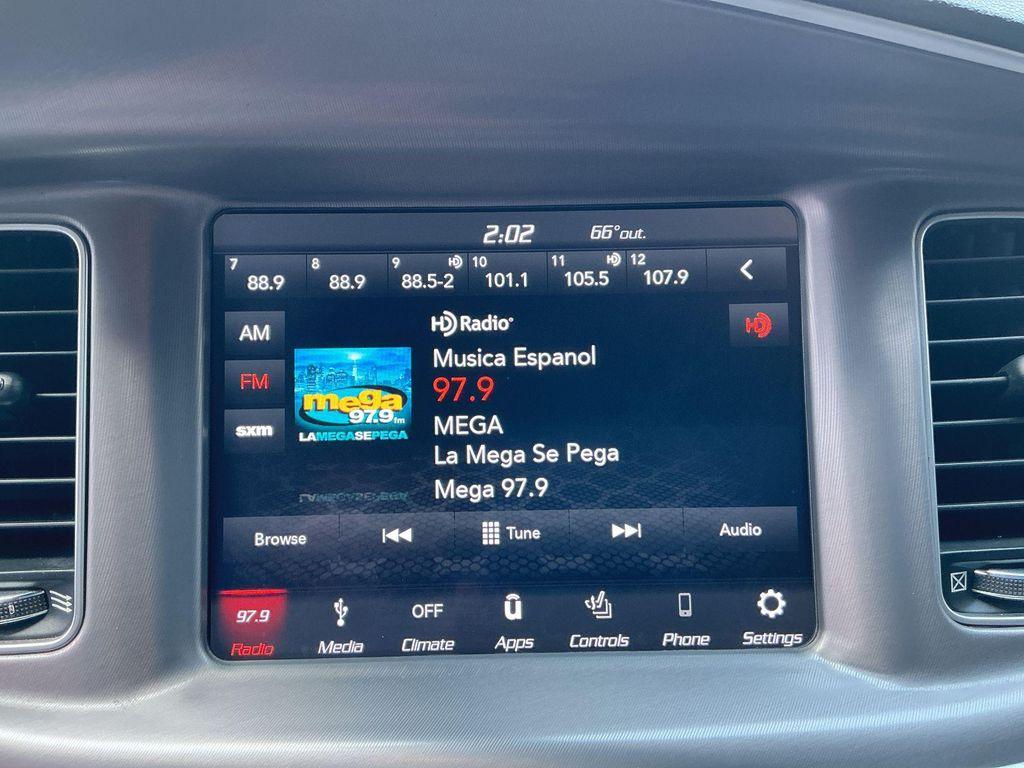 2:02 66° out.
7 8 9 HD 10 11 HD 12
88.9 88.9 88.5-2 101.1 105.5 107.9
HD Radio
AM
HD
Musica Espanol
FM
97.9
mega
97.9 fm
MEGA
sxm
LAMEGASEPEGA
La Mega Se Pega
Mega 97.9
Browse Tune Audio
97.9 OFF û
Radio Media Climate Apps Controls Phone Settings